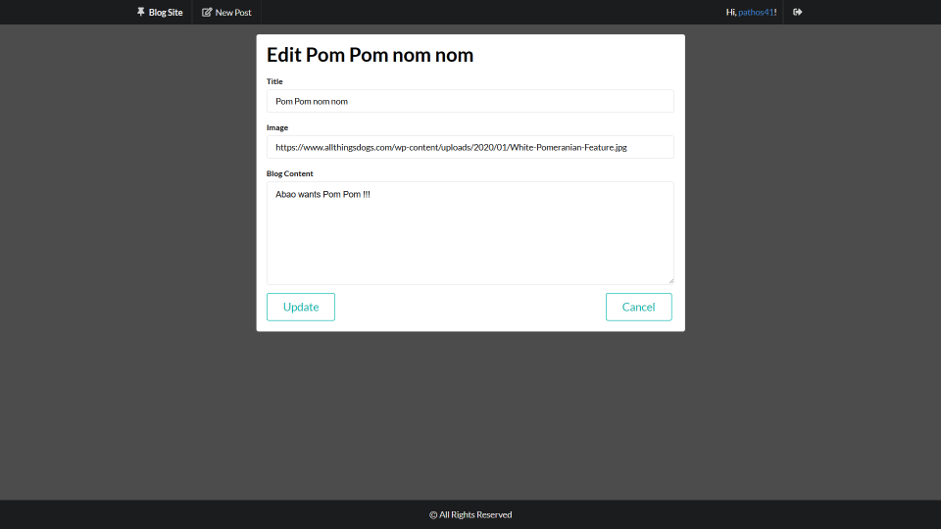 Blog Site
New Post
Hi, pathos41!
Edit Pom Pom nom nom
Title
Pom Pom nom nom
Image
https://www.allthingsdogs.com/wp-content/uploads/2020/01/White-Pomeranian-Feature.jpg
Blog Content
Abao wants Pom Pom !!!
Update
Cancel
© All Rights Reserved